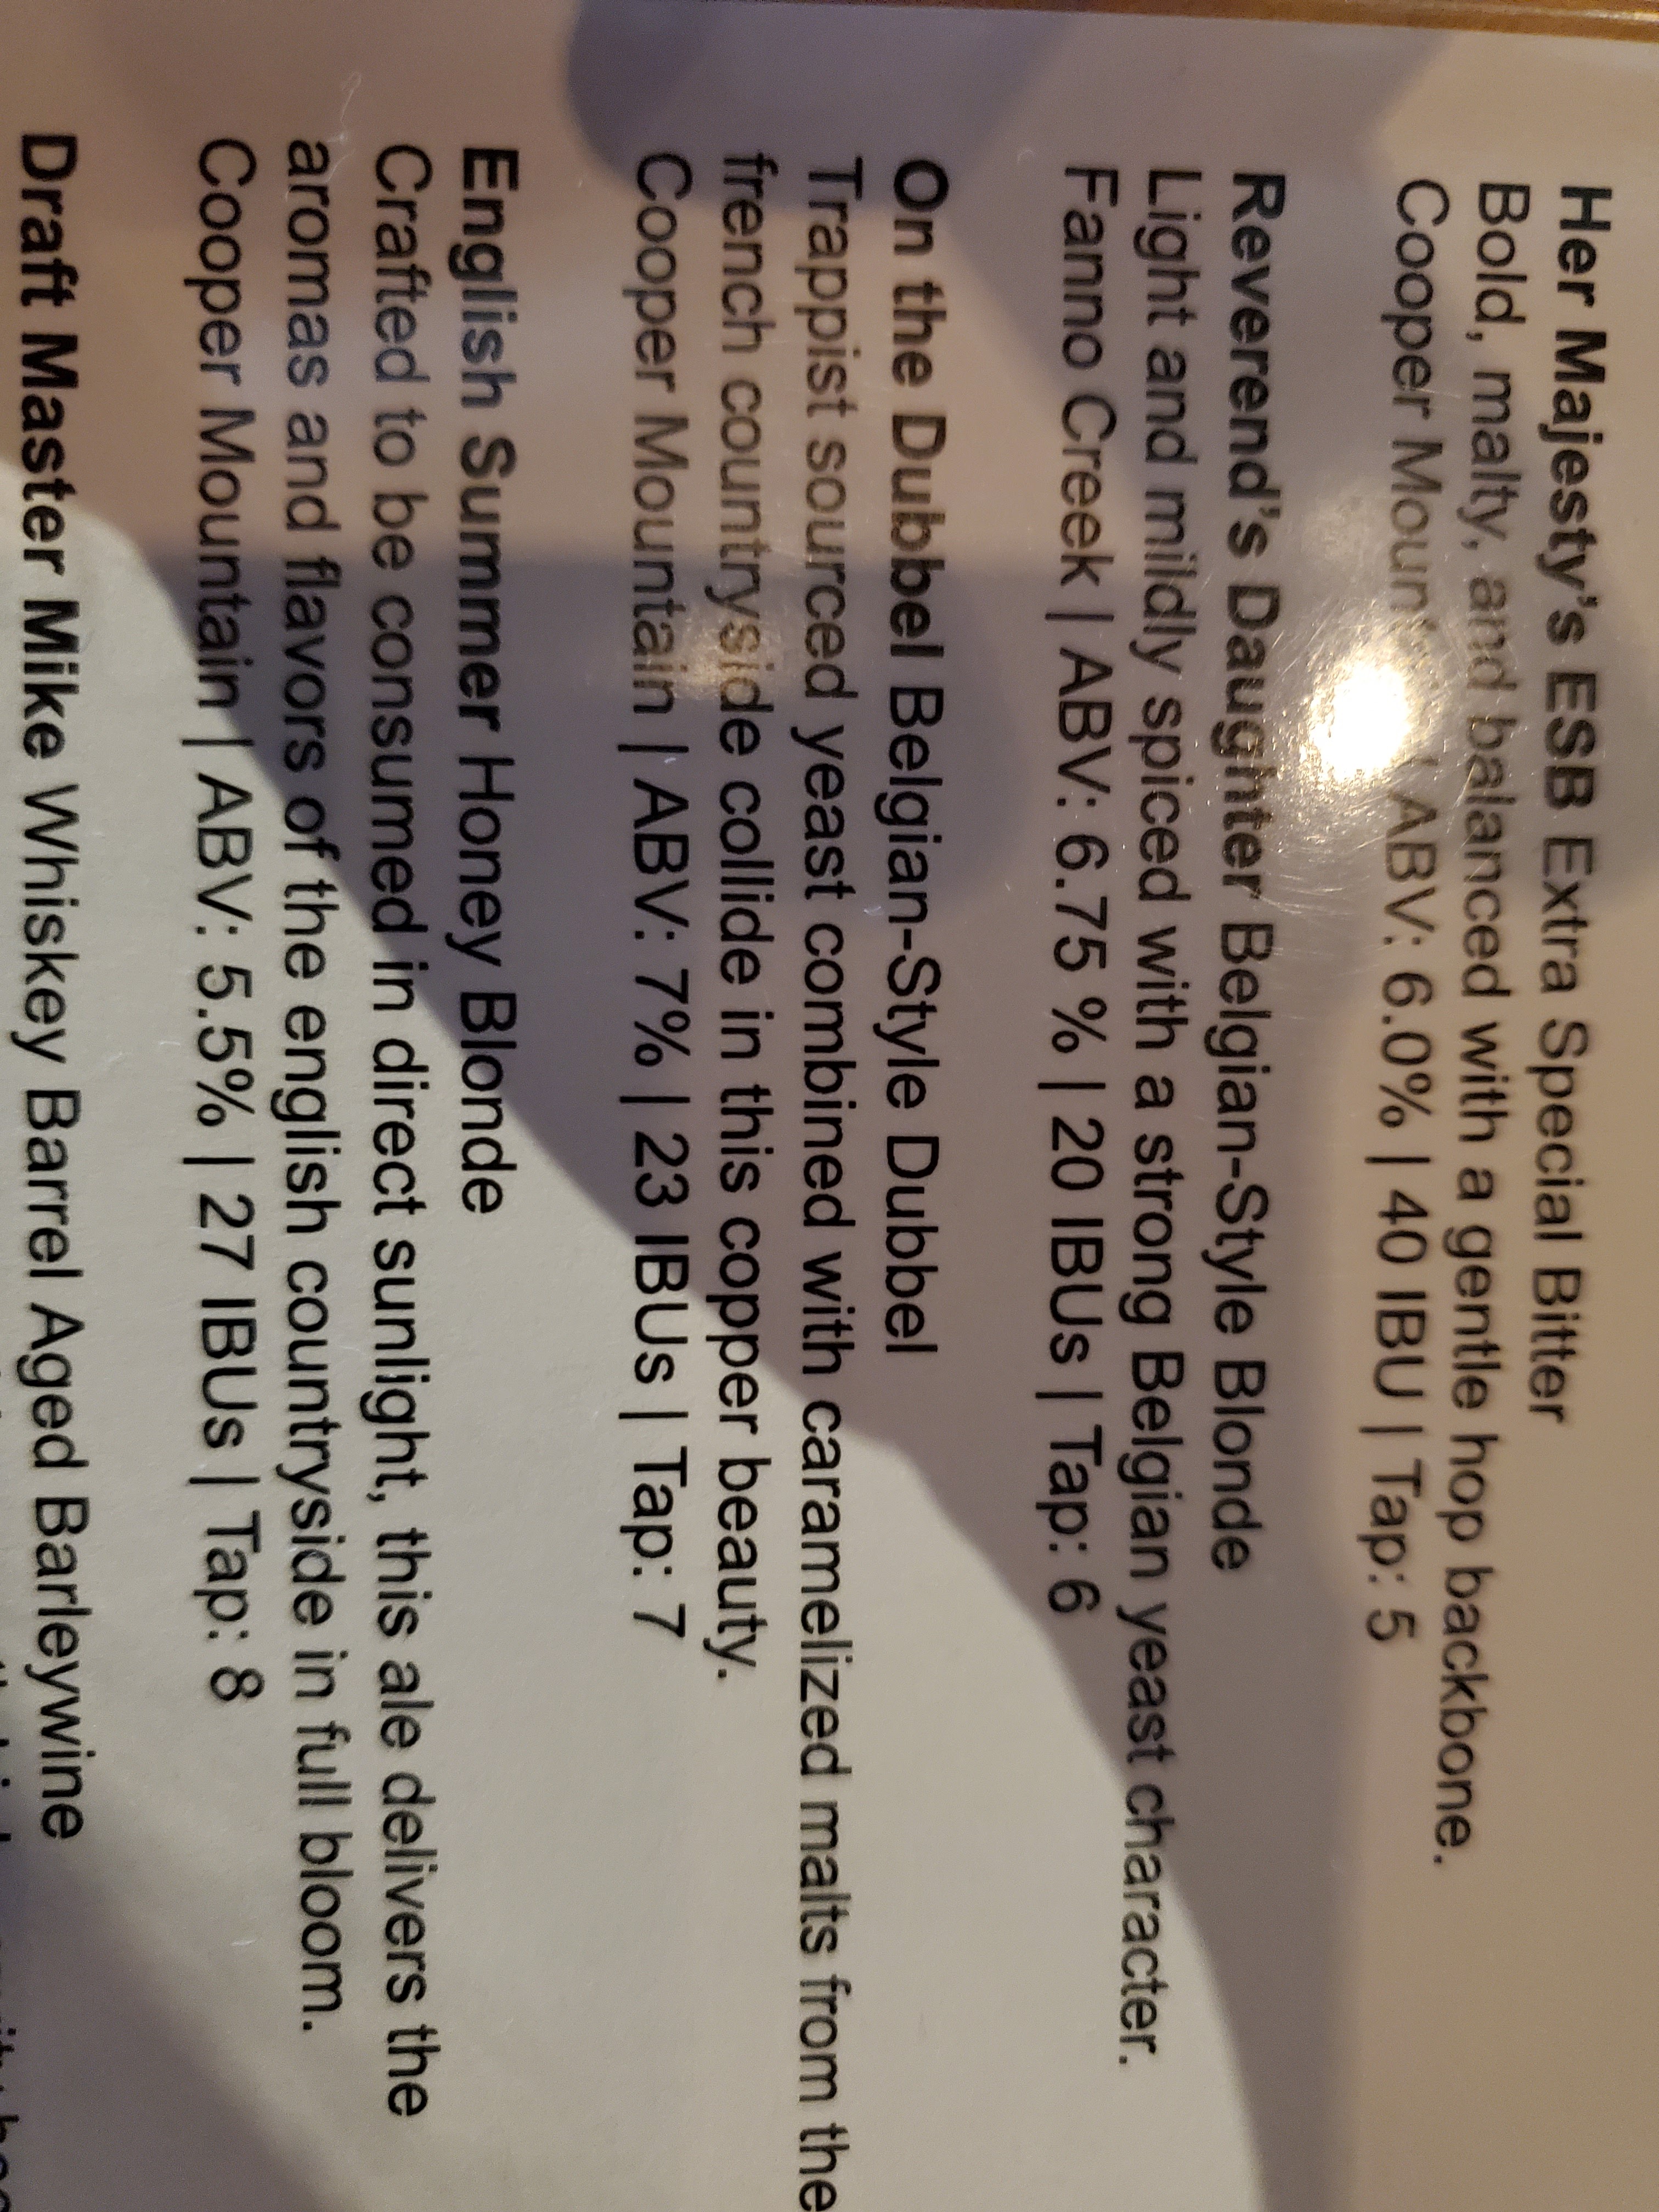 Her Majesty's ESB Extra Special Bitter
Bold, malty, and balanced with a gentle hop backbone.
Cooper Mountain | ABV: 6.0% | 40 IBU | Tap: 5
Reverend's Daughter Belgian-Style Blonde
Light and mildly spiced with a strong Belgian yeast character.
Fanno Creek | ABV: 6.75 % | 20 IBUs | Tap: 6
On the Dubbel Belgian-Style Dubbel
Trappist sourced yeast combined with caramelized malts from the
french countryside collide in this copper beauty.
Cooper Mountain | ABV: 7% | 23 IBUs | Tap: 7
English Summer Honey Blonde
Crafted to be consumed in direct sunlight, this ale delivers the
aromas and flavors of the english countryside in full bloom.
Cooper Mountain | ABV: 5.5% | 27 IBUs | Tap: 8
Draft Master Mike Whiskey Barrel Aged Barleywine